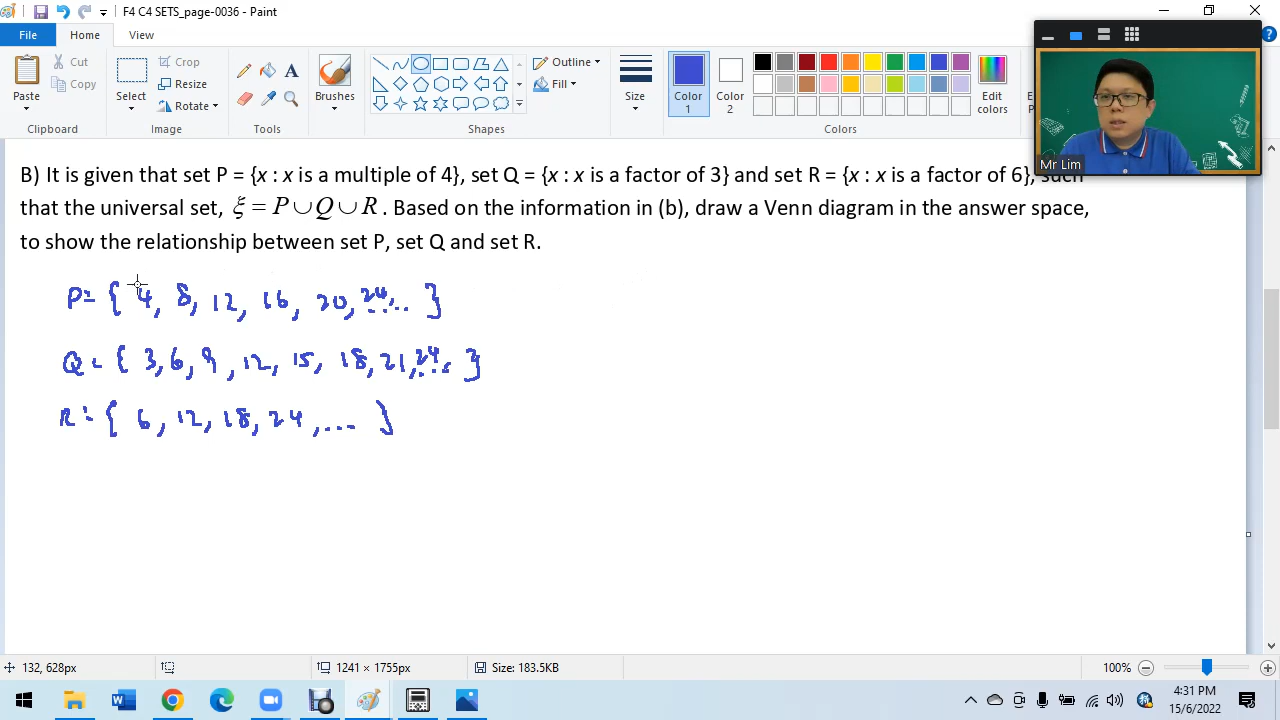 F4 C4 SETS_page-0036 - Paint
File Home View
Paste Cut Copy Clipboard
Select Crop Resize Rotate Image
Tools
Brushes
Outline Fill Shapes
Size
Color 1 Color 2 Colors
Edit colors
Mr Lim
B) It is given that set P = {x : x is a multiple of 4}, set Q = {x : x is a factor of 3} and set R = {x : x is a factor of 6}, such
that the universal set, ξ = P ∪ Q ∪ R. Based on the information in (b), draw a Venn diagram in the answer space,
to show the relationship between set P, set Q and set R.
P = { 4, 8, 12, 16, 20, 24, ... }
Q = { 3, 6, 9, 12, 15, 18, 21, 24, ... }
R = { 6, 12, 18, 24, ... }
132, 628px 1241 × 1755px Size: 183.5KB 100%
4:31 PM
15/6/2022